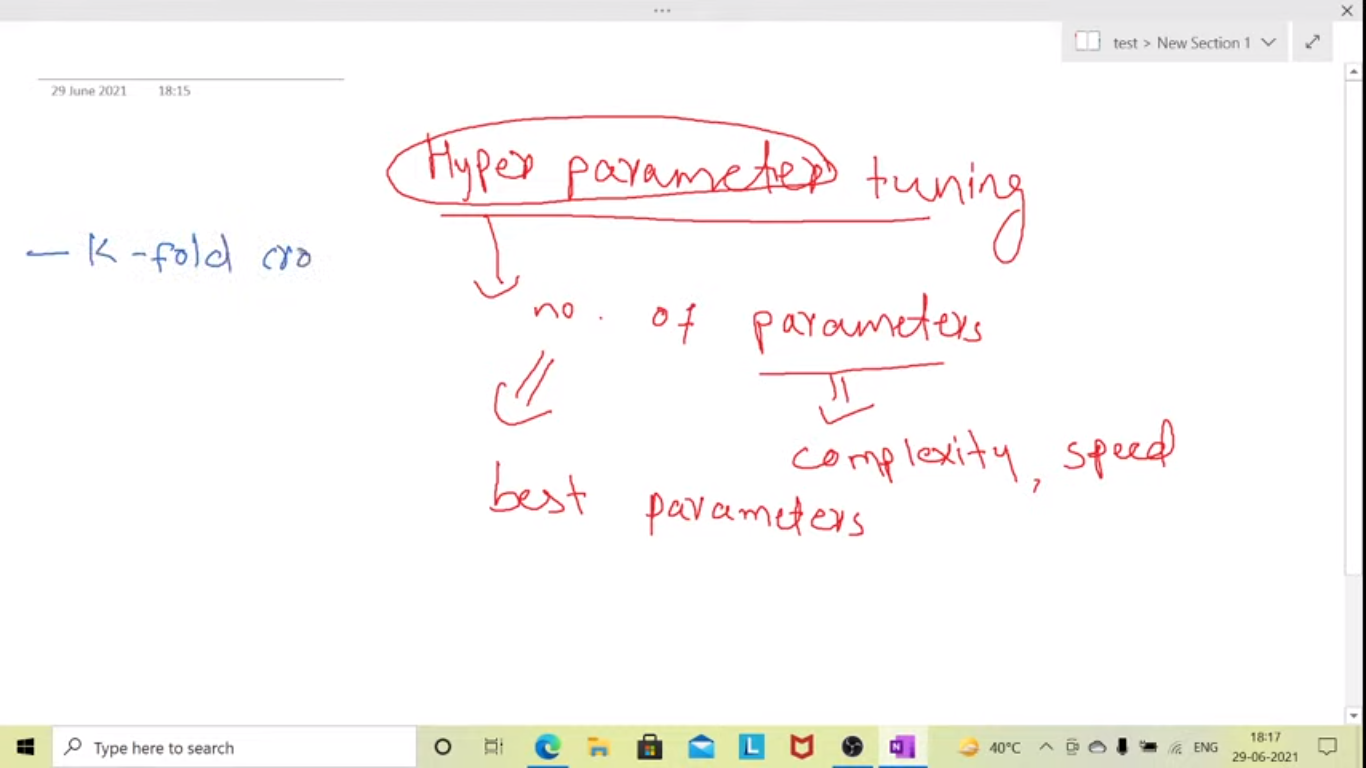 test > New Section 1
29 June 2021 18:15
Hyper parameter tuning
- K-fold cro
no. of parameters
complexity, speed
best parameters
Type here to search
L
N
40°C
ENG
18:17
29-06-2021